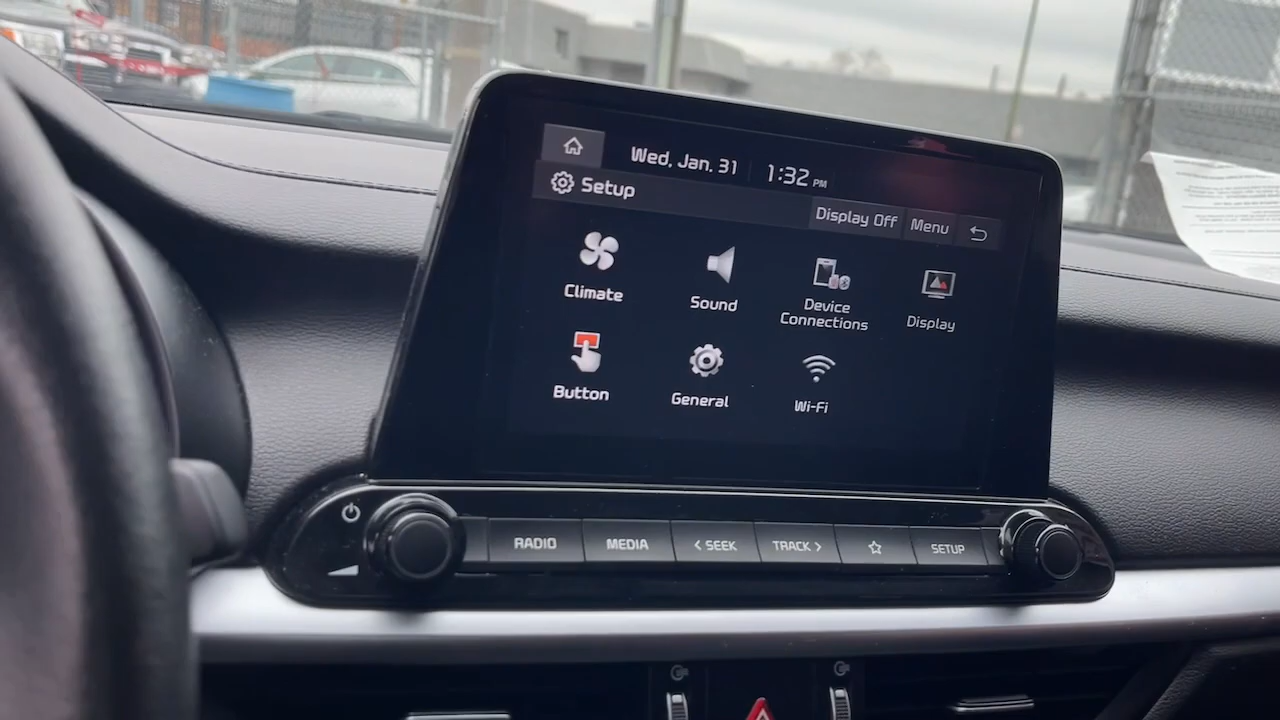 Wed, Jan. 31 1:32 PM
Setup
Display Off Menu
Climate
Sound
Device
Connections
Display
Button
General
Wi-Fi
RADIO MEDIA < SEEK TRACK > SETUP